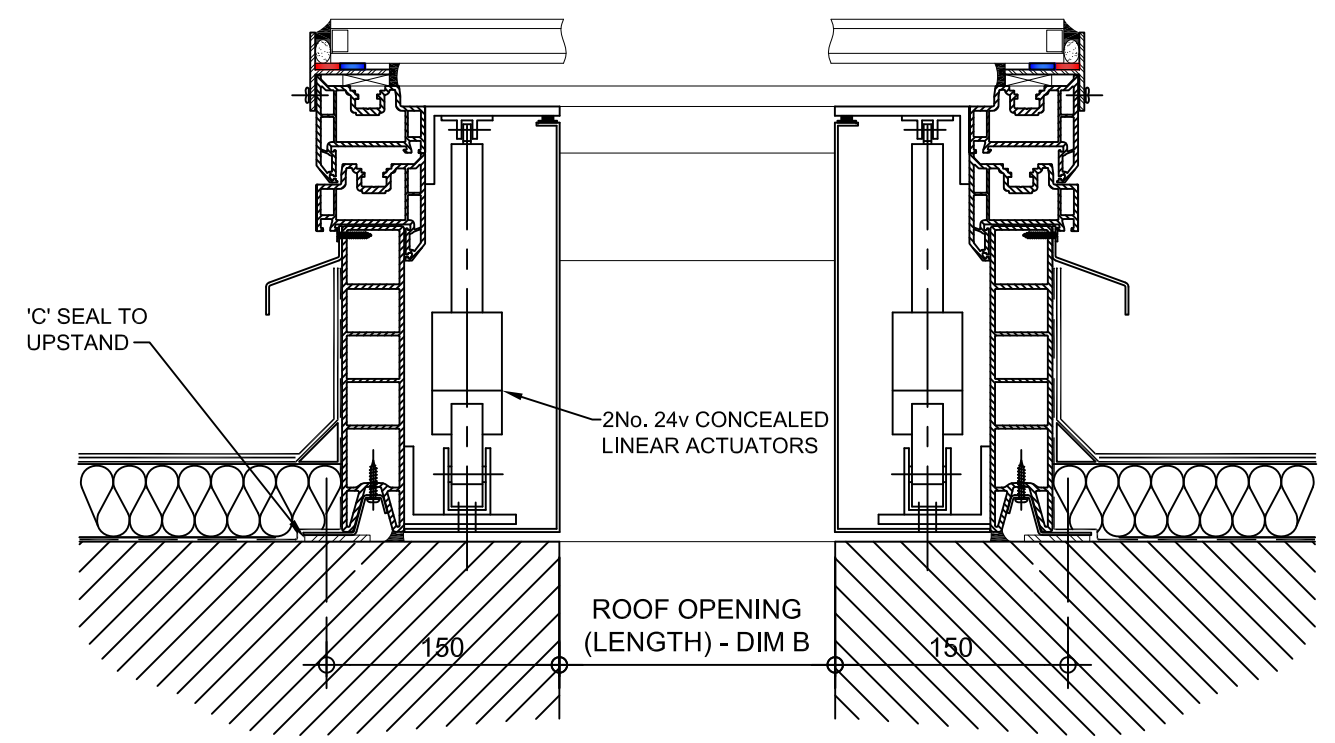 'C' SEAL TO
UPSTAND
2No. 24v CONCEALED
LINEAR ACTUATORS
ROOF OPENING
(LENGTH) - DIM B
150
150